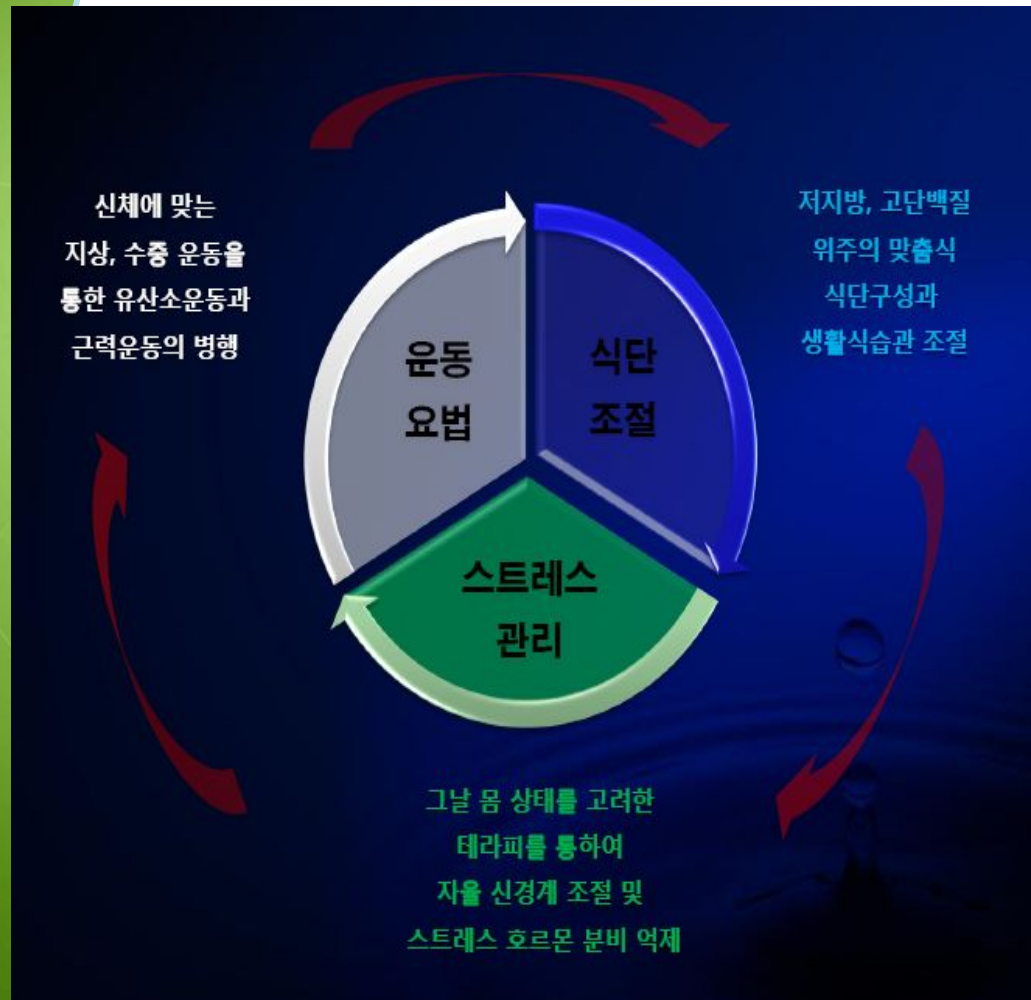 신체에 맞는
지상, 수중 운동을
통한 유산소운동과
근력운동의 병행
저지방, 고단백질
위주의 맞춤식
식단구성과
생활식습관 조절
운동
요법
식단
조절
스트레스
관리
그날 몸 상태를 고려한
테라피를 통하여
자율 신경계 조절 및
스트레스 호르몬 분비 억제